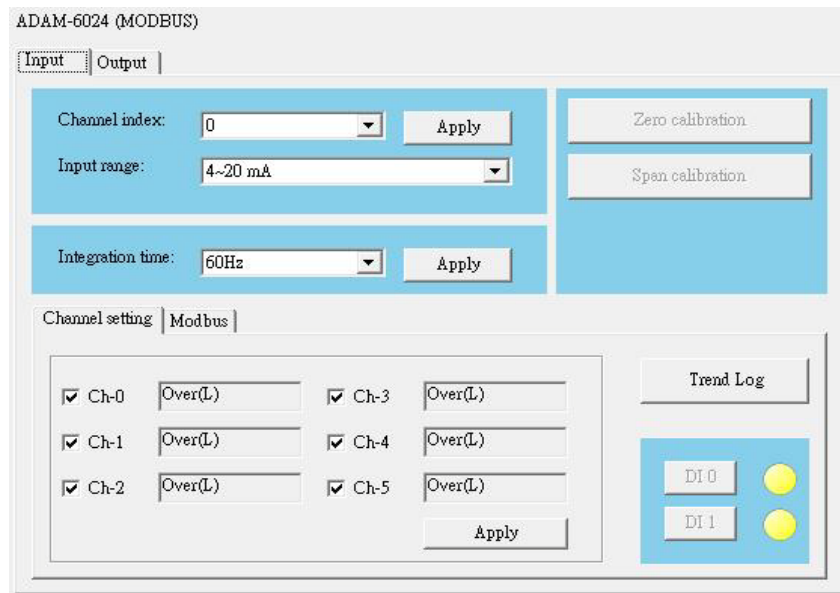 ADAM-6024 (MODBUS)
Input Output
Channel index: 0 Apply
Input range: 4~20 mA
Zero calibration
Span calibration
Integration time: 60Hz Apply
Channel setting Modbus
Ch-0 Over(L) Ch-3 Over(L)
Ch-1 Over(L) Ch-4 Over(L)
Ch-2 Over(L) Ch-5 Over(L)
Apply
Trend Log
DI 0
DI 1